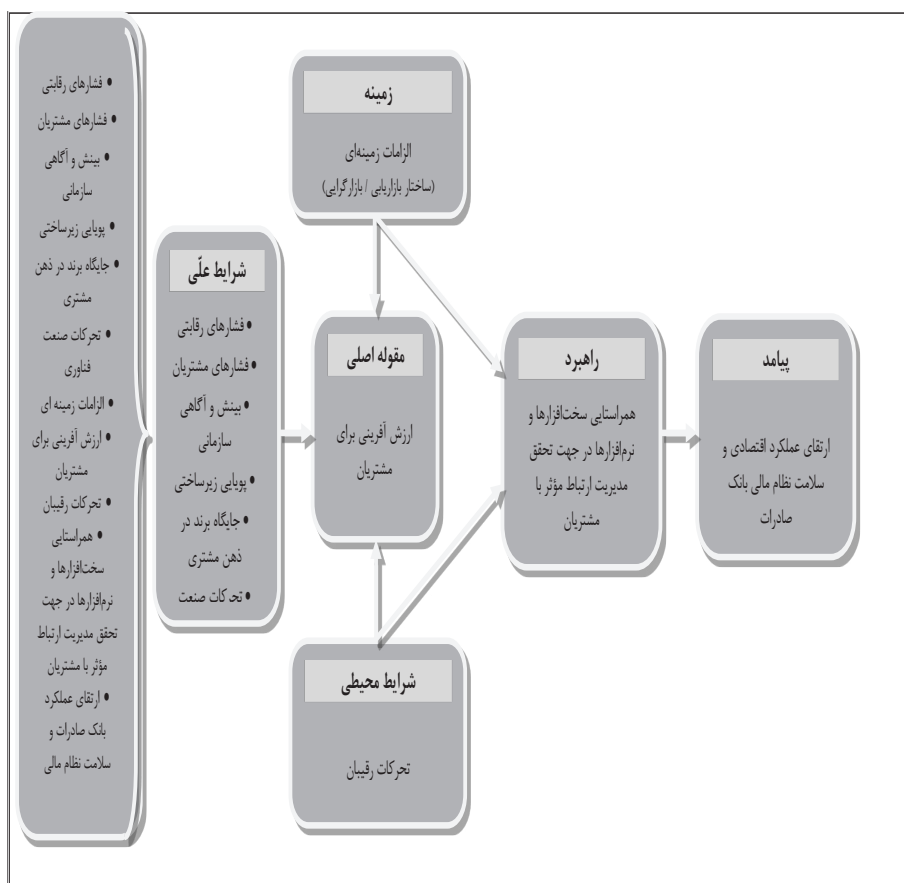 • فشارهای رقابتی
• فشارهای مشتریان
• بینش و آگاهی
سازمانی
• پویایی زیرساختی
• جایگاه برند در ذهن
مشتری
• تحرکات صنعت
فناوری
• الزامات زمینه ای
• ارزش آفرینی برای
مشتریان
• تحرکات رقیبان
• همراستایی
سخت‌افزارها و
نرم‌افزارها در جهت
تحقق مدیریت ارتباط
مؤثر با مشتریان
• ارتقای عملکرد
بانک صادرات و
سلامت نظام مالی
شرایط علّی
• فشارهای رقابتی
• فشارهای مشتریان
• بینش و آگاهی
سازمانی
• پویایی زیرساختی
• جایگاه برند در
ذهن مشتری
• تحرکات صنعت
زمینه
الزامات زمینه‌ای
(ساختار بازاریابی / بازارگرایی)
مقوله اصلی
ارزش آفرینی برای
مشتریان
شرایط محیطی
تحرکات رقیبان
راهبرد
همراستایی سخت‌افزارها و
نرم‌افزارها در جهت تحقق
مدیریت ارتباط مؤثر با
مشتریان
پیامد
ارتقای عملکرد اقتصادی و
سلامت نظام مالی بانک
صادرات